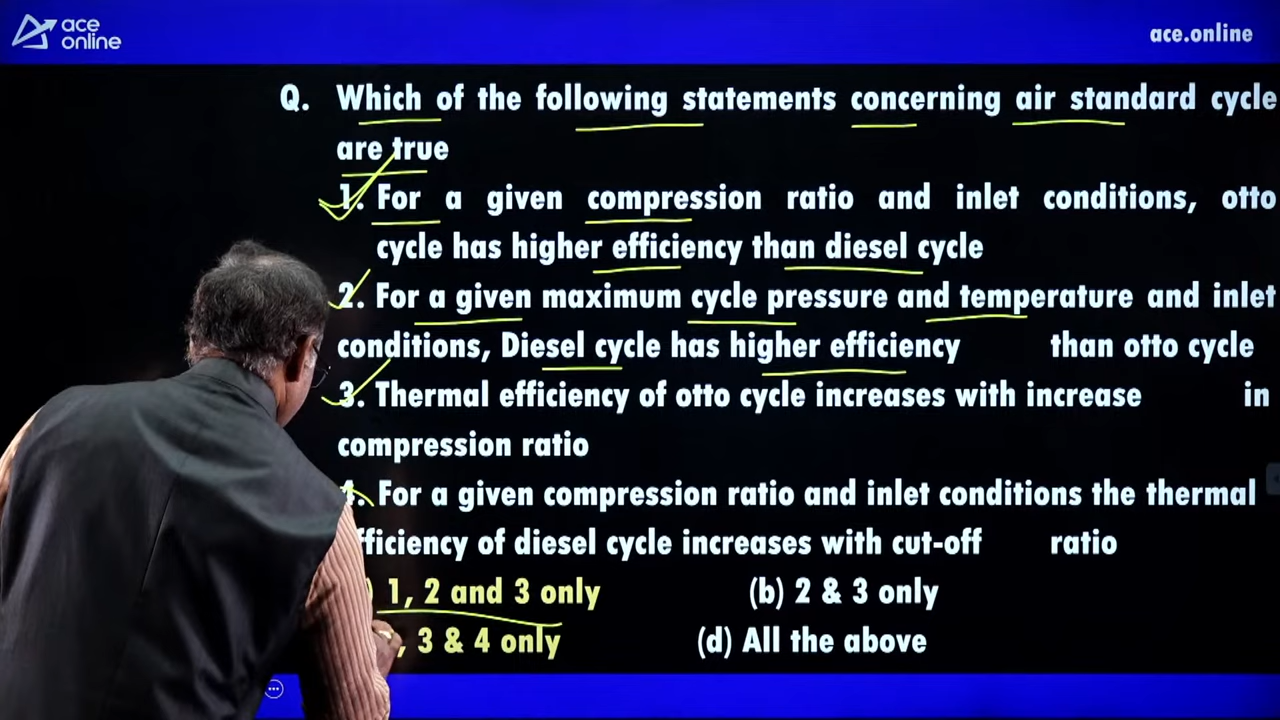 ace
online
ace.online
Q. Which of the following statements concerning air standard cycle
are true
1. For a given compression ratio and inlet conditions, otto
cycle has higher efficiency than diesel cycle
2. For a given maximum cycle pressure and temperature and inlet
conditions, Diesel cycle has higher efficiency than otto cycle
3. Thermal efficiency of otto cycle increases with increase in
compression ratio
4. For a given compression ratio and inlet conditions the thermal
fficiency of diesel cycle increases with cut-off ratio
) 1, 2 and 3 only (b) 2 & 3 only
, 3 & 4 only (d) All the above